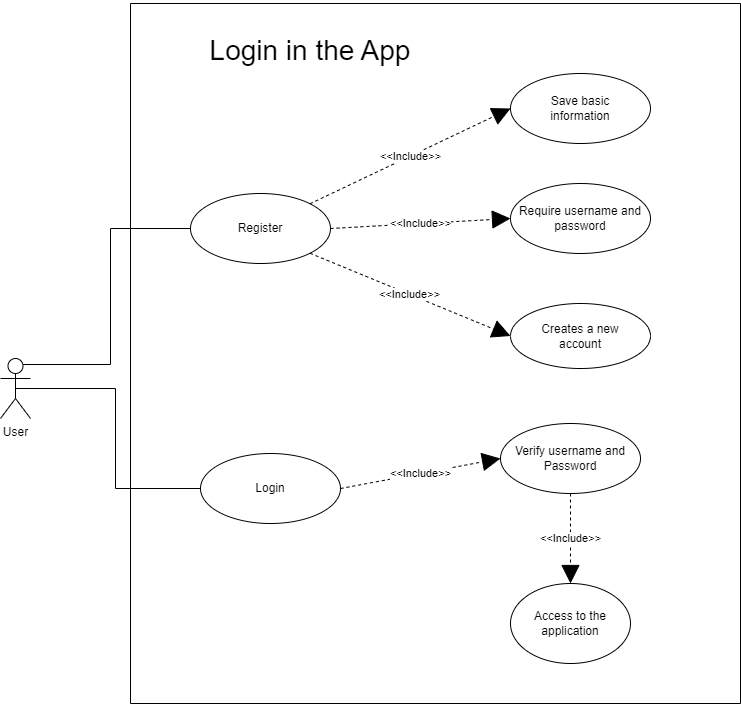 Login in the App
Save basic
information
<<Include>>
Require username and
password
<<Include>>
Register
<<Include>>
Creates a new
account
User
Verify username and
Password
<<Include>>
Login
<<Include>>
Access to the
application